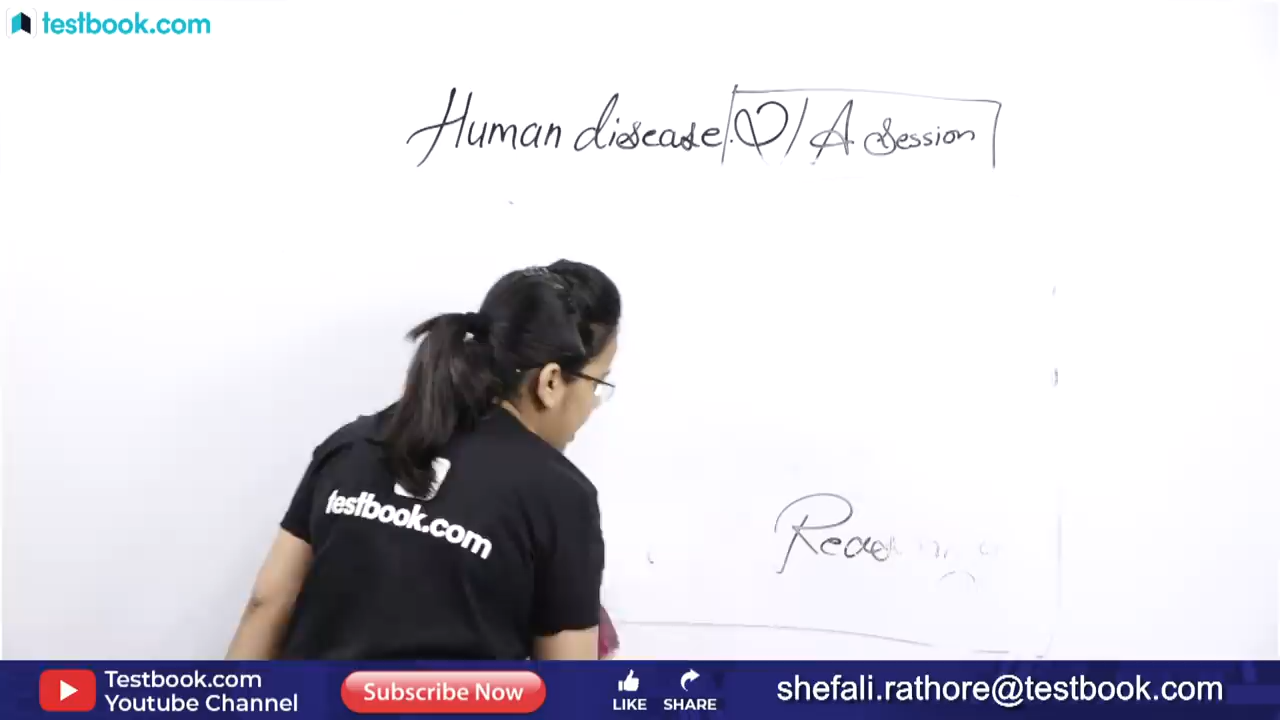 testbook.com
Human disease Q/A session
testbook.com
Testbook.com
Youtube Channel
Subscribe Now
LIKE
SHARE
shefali.rathore@testbook.com